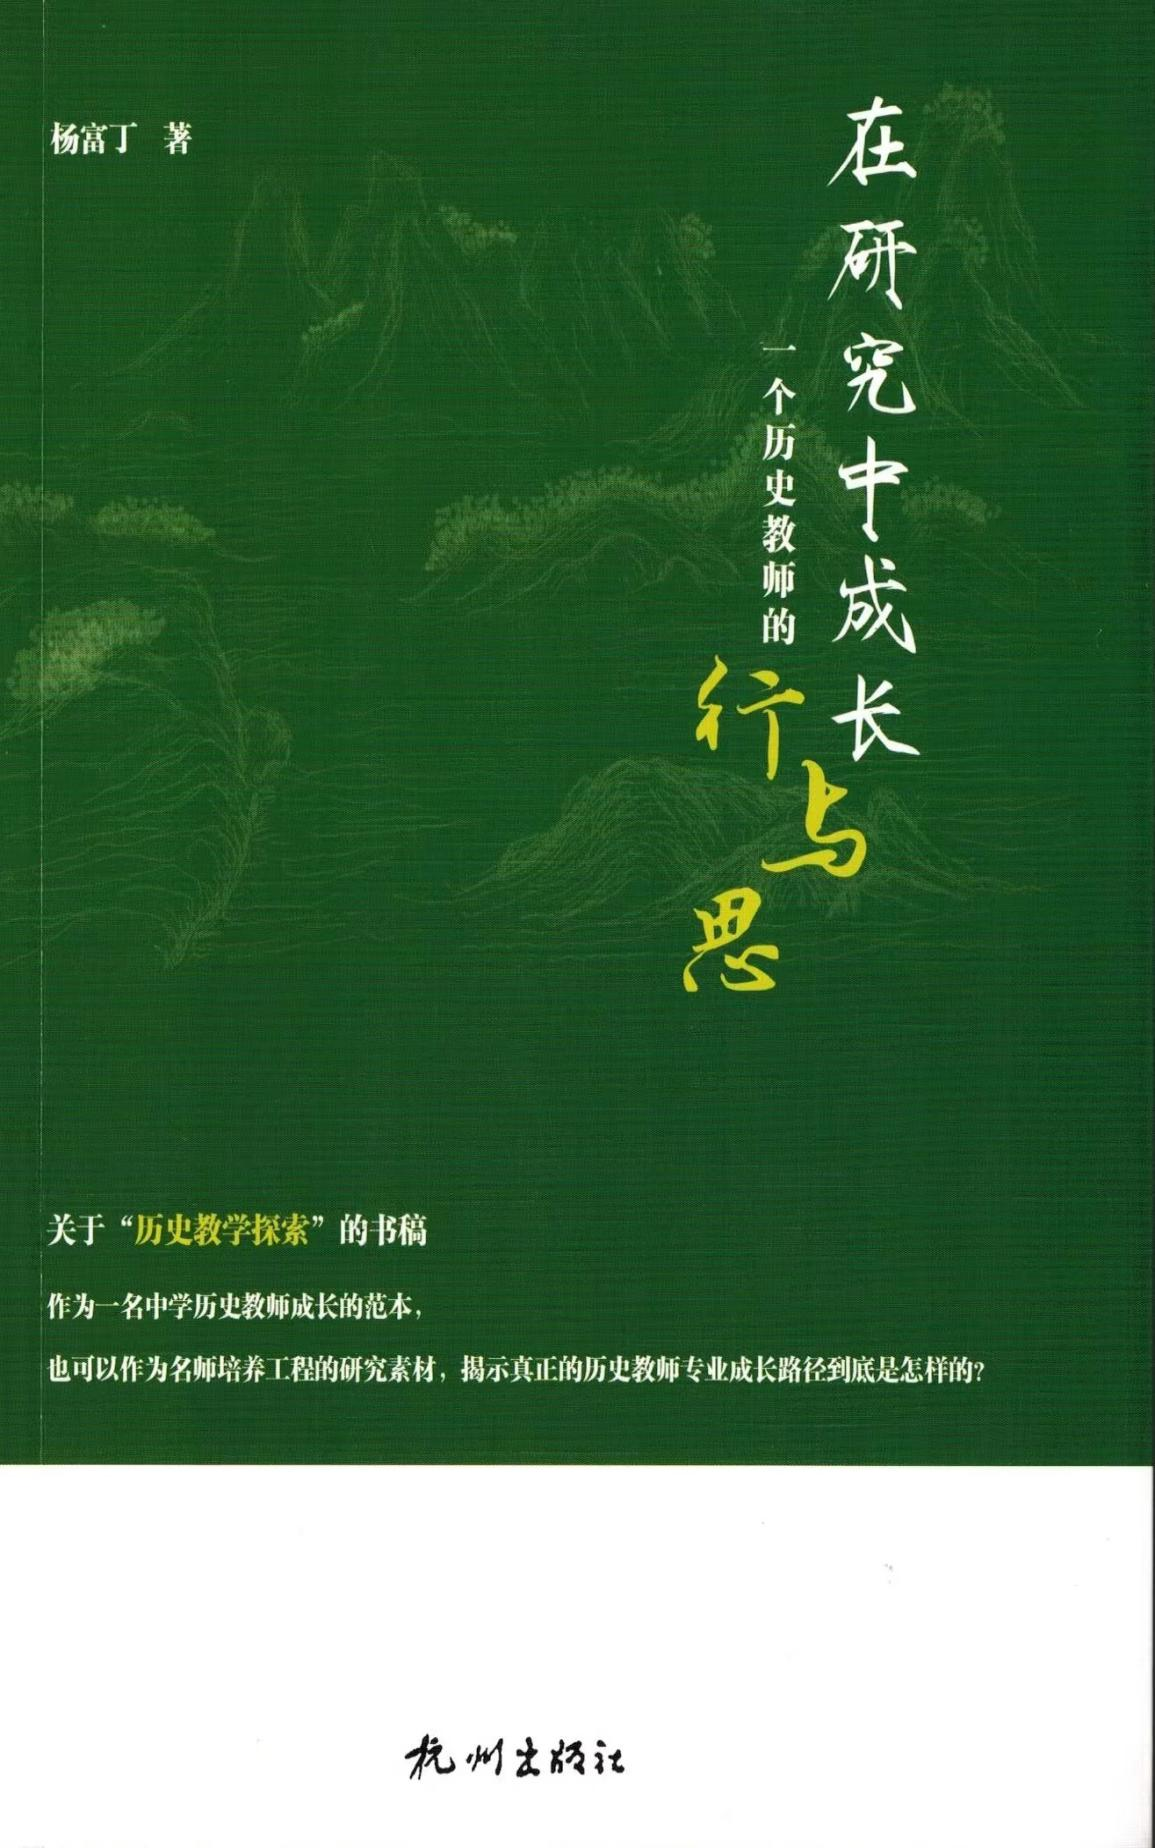 杨富丁 著
在研究中成长
一个历史教师的
行与思
关于“历史教学探索”的书稿
作为一名中学历史教师成长的范本，
也可以作为名师培养工程的研究素材，揭示真正的历史教师专业成长路径到底是怎样的？
杭州出版社